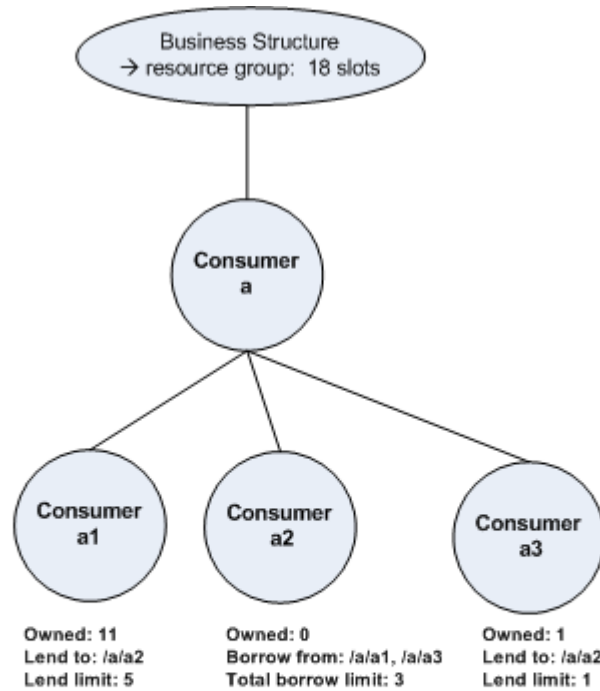 Business Structure
→ resource group: 18 slots
Consumer
a
Consumer
a1
Consumer
a2
Consumer
a3
Owned: 11
Lend to: /a/a2
Lend limit: 5
Owned: 0
Borrow from: /a/a1, /a/a3
Total borrow limit: 3
Owned: 1
Lend to: /a/a2
Lend limit: 1